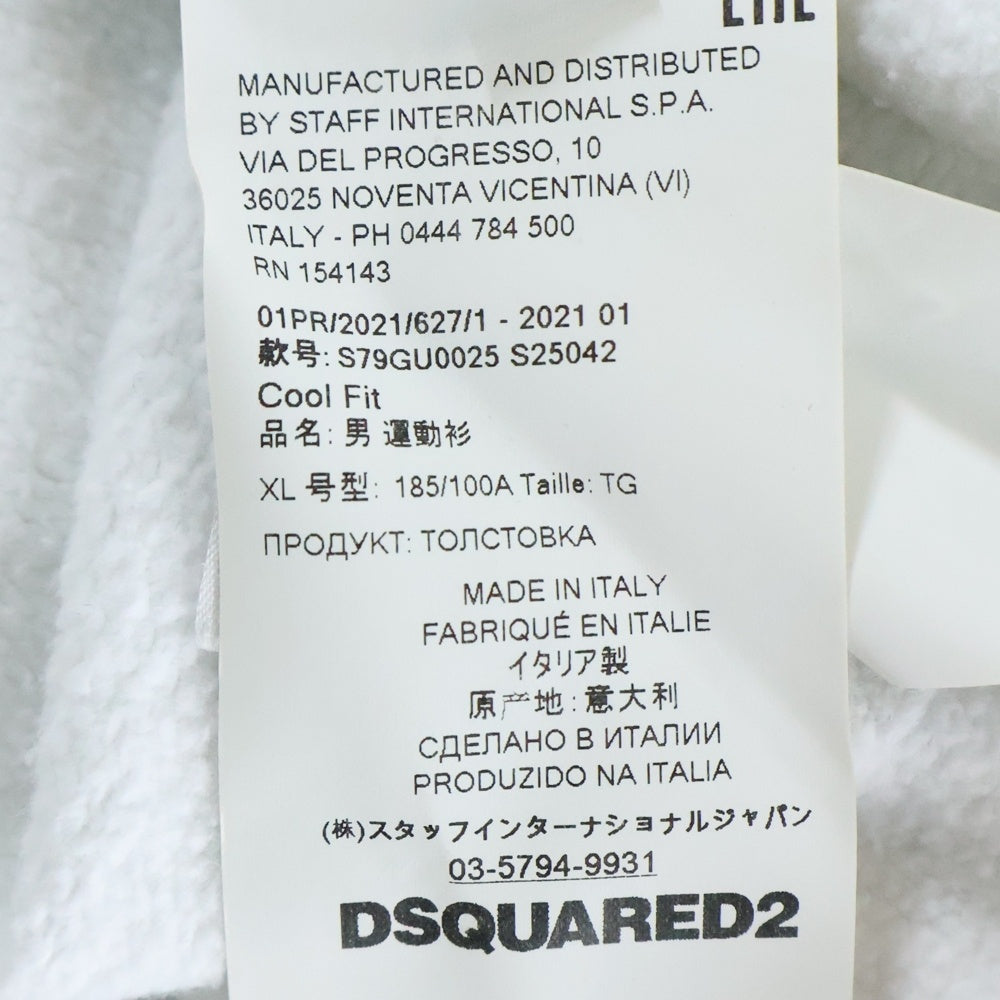 MANUFACTURED AND DISTRIBUTED
BY STAFF INTERNATIONAL S.P.A.
VIA DEL PROGRESSO, 10
36025 NOVENTA VICENTINA (VI)
ITALY - PH 0444 784 500
RN 154143
01PR/2021/627/1 - 2021 01
款号: S79GU0025 S25042
Cool Fit
品名: 男 運動衫
XL 号型: 185/100A Taille: TG
ПРОДУКТ: ТОЛСТОВКА
MADE IN ITALY
FABRIQUÉ EN ITALIE
イタリア製
原产地: 意大利
СДЕЛАНО В ИТАЛИИ
PRODUZIDO NA ITALIA
(株)スタッフインターナショナルジャパン
03-5794-9931
DSQUARED2